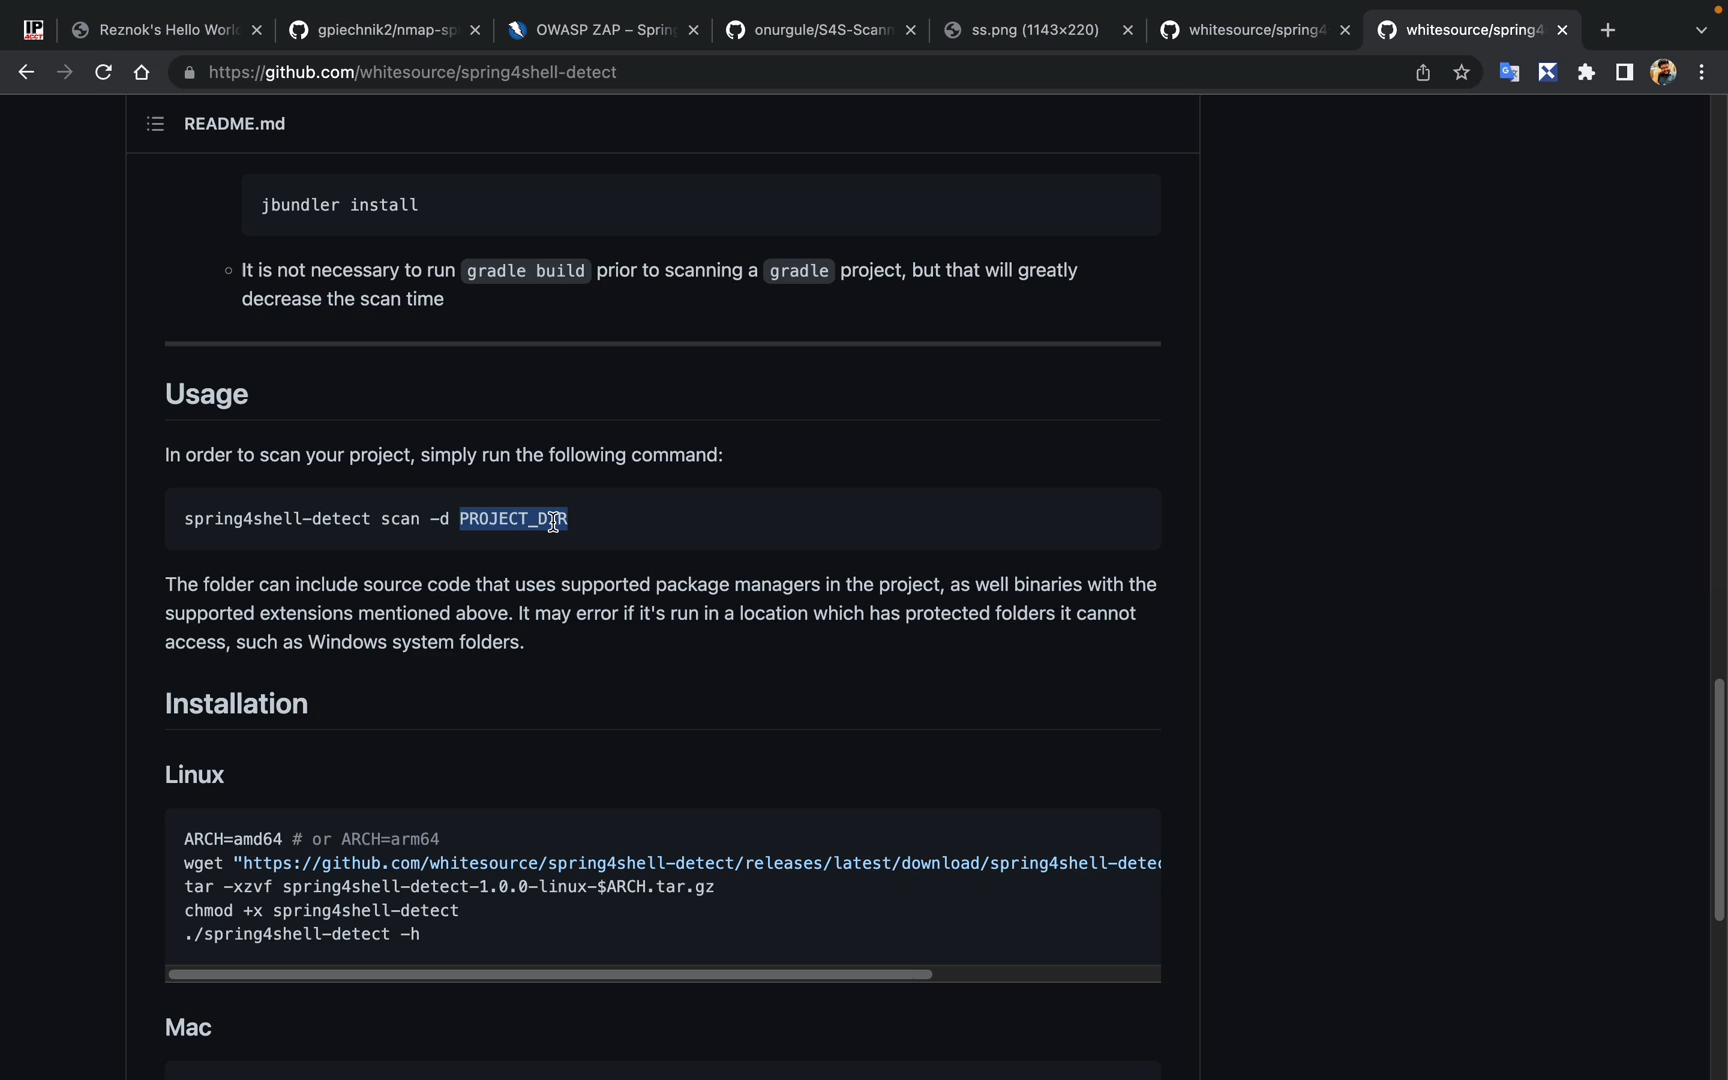 IP
Reznok's Hello Worl
gpiechnik2/nmap-sp
OWASP ZAP – Spring
onurgule/S4S-Scann
ss.png (1143×220)
whitesource/spring4
whitesource/spring4
https://github.com/whitesource/spring4shell-detect
README.md
jbundler install
It is not necessary to run gradle build prior to scanning a gradle project, but that will greatly
decrease the scan time
Usage
In order to scan your project, simply run the following command:
spring4shell-detect scan -d PROJECT_DIR
The folder can include source code that uses supported package managers in the project, as well binaries with the
supported extensions mentioned above. It may error if it's run in a location which has protected folders it cannot
access, such as Windows system folders.
Installation
Linux
ARCH=amd64 # or ARCH=arm64
wget "https://github.com/whitesource/spring4shell-detect/releases/latest/download/spring4shell-detec
tar -xzvf spring4shell-detect-1.0.0-linux-$ARCH.tar.gz
chmod +x spring4shell-detect
./spring4shell-detect -h
Mac